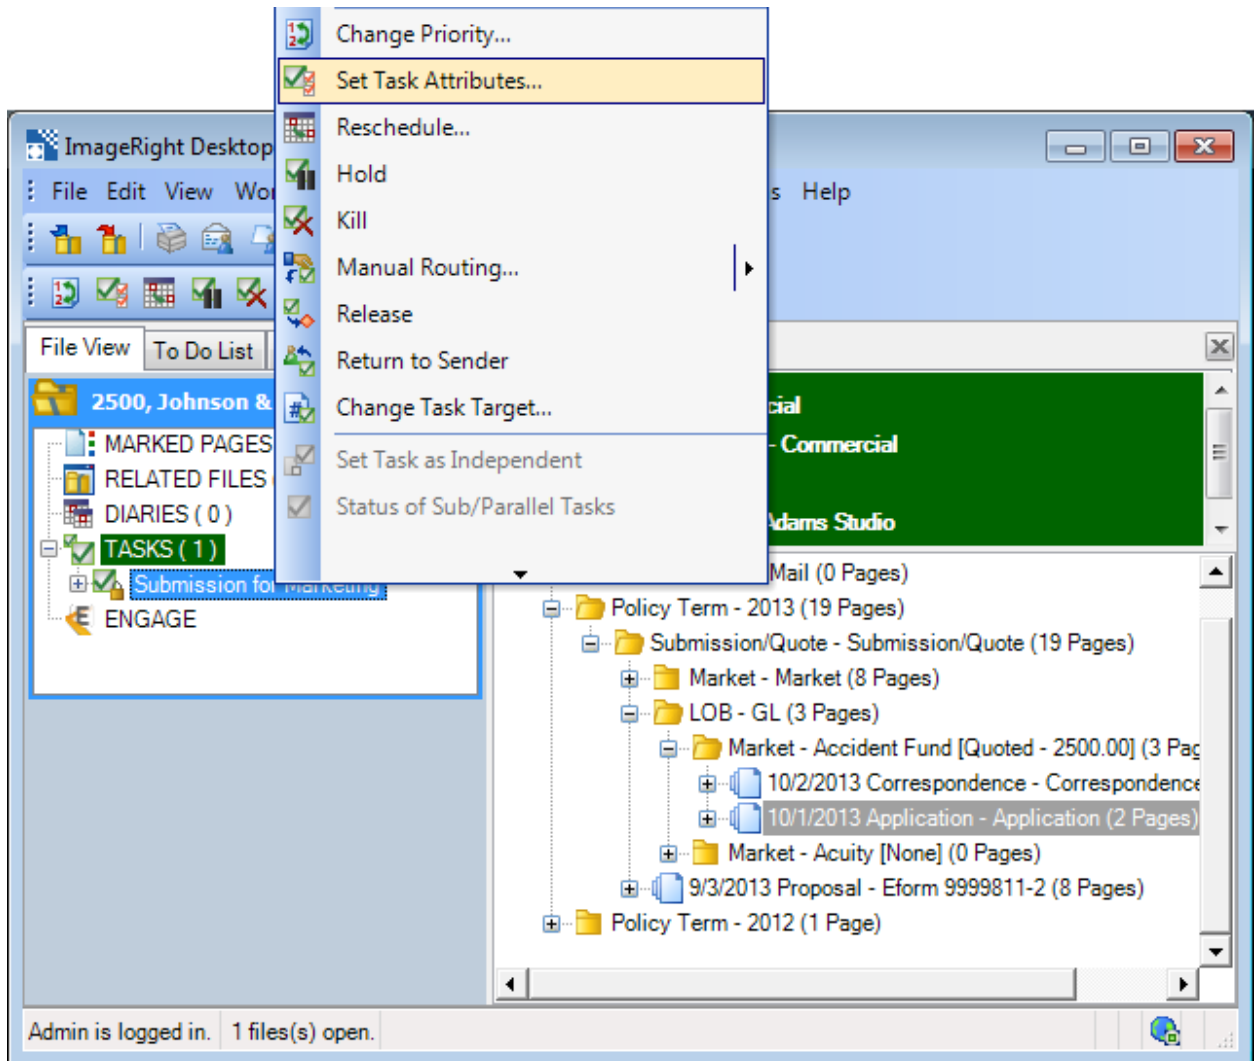 Change Priority...
Set Task Attributes...
Reschedule...
Hold
Kill
Manual Routing...
Release
Return to Sender
Change Task Target...
Set Task as Independent
Status of Sub/Parallel Tasks
ImageRight Desktop
File Edit View Wo s Help
File View To Do List
2500, Johnson & cial
MARKED PAGES - Commercial
RELATED FILES
DIARIES ( 0 ) Adams Studio
TASKS ( 1 )
Submission for Marketing Mail (0 Pages)
ENGAGE
Policy Term - 2013 (19 Pages)
Submission/Quote - Submission/Quote (19 Pages)
Market - Market (8 Pages)
LOB - GL (3 Pages)
Market - Accident Fund [Quoted - 2500.00] (3 Pag
10/2/2013 Correspondence - Correspondence
10/1/2013 Application - Application (2 Pages)
Market - Acuity [None] (0 Pages)
9/3/2013 Proposal - Eform 9999811-2 (8 Pages)
Policy Term - 2012 (1 Page)
Admin is logged in. 1 files(s) open.